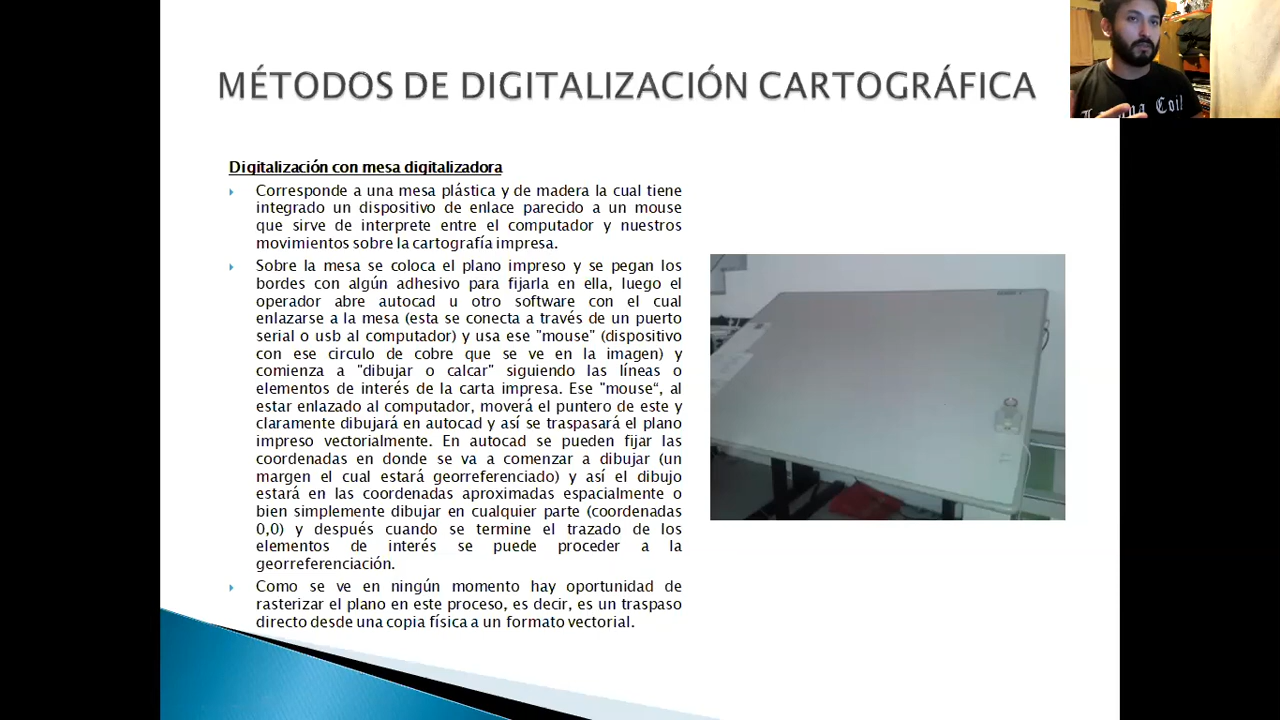 MÉTODOS DE DIGITALIZACIÓN CARTOGRÁFICA
Digitalización con mesa digitalizadora
Corresponde a una mesa plástica y de madera la cual tiene
integrado un dispositivo de enlace parecido a un mouse
que sirve de interprete entre el computador y nuestros
movimientos sobre la cartografía impresa.
Sobre la mesa se coloca el plano impreso y se pegan los
bordes con algún adhesivo para fijarla en ella, luego el
operador abre autocad u otro software con el cual
enlazarse a la mesa (esta se conecta a través de un puerto
serial o usb al computador) y usa ese "mouse" (dispositivo
con ese circulo de cobre que se ve en la imagen) y
comienza a "dibujar o calcar" siguiendo las líneas o
elementos de interés de la carta impresa. Ese "mouse“, al
estar enlazado al computador, moverá el puntero de este y
claramente dibujará en autocad y así se traspasará el plano
impreso vectorialmente. En autocad se pueden fijar las
coordenadas en donde se va a comenzar a dibujar (un
margen el cual estará georreferenciado) y así el dibujo
estará en las coordenadas aproximadas espacialmente o
bien simplemente dibujar en cualquier parte (coordenadas
0,0) y después cuando se termine el trazado de los
elementos de interés se puede proceder a la
georreferenciación.
Como se ve en ningún momento hay oportunidad de
rasterizar el plano en este proceso, es decir, es un traspaso
directo desde una copia física a un formato vectorial.
Coil